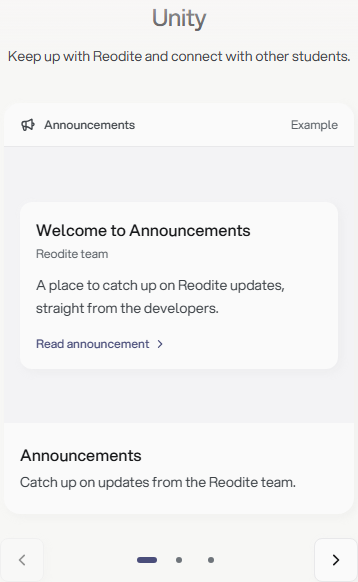 Unity
Keep up with Reodite and connect with other students.
Announcements
Example
Welcome to Announcements
Reodite team
A place to catch up on Reodite updates,
straight from the developers.
Read announcement
Announcements
Catch up on updates from the Reodite team.